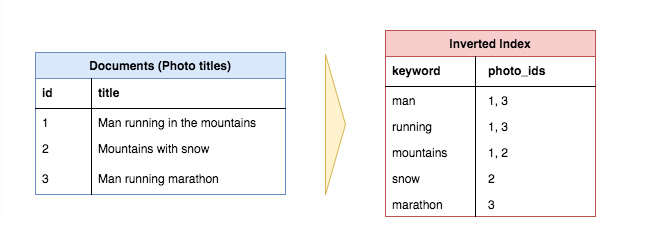 Documents (Photo titles)
id title
1 Man running in the mountains
2 Mountains with snow
3 Man running marathon
Inverted Index
keyword photo_ids
man 1, 3
running 1, 3
mountains 1, 2
snow 2
marathon 3